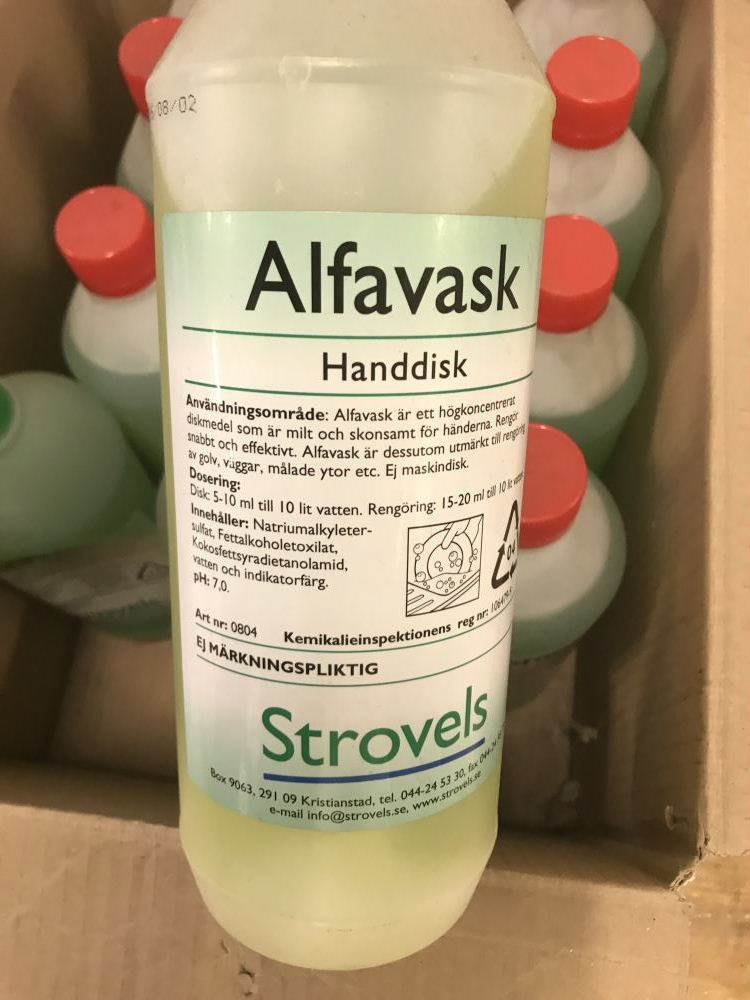 08/02
Alfavask
Handdisk
Användningsområde: Alfavask är ett högkoncentrerat
diskmedel som är milt och skonsamt för händerna. Rengör
snabbt och effektivt. Alfavask är dessutom utmärkt till rengöring
av golv, väggar, målade ytor etc. Ej maskindisk.
Dosering:
Disk: 5-10 ml till 10 lit vatten. Rengöring: 15-20 ml till 10 lit vatten.
Innehåller: Natriumalkyleter-
sulfat, Fettalkoholetoxilat,
Kokosfettsyradietanolamid,
vatten och indikatorfärg.
pH: 7,0.
04
Art nr: 0804 Kemikalieinspektionens reg nr:
EJ MÄRKNINGSPLIKTIG
Strovels
Box 9063, 291 09 Kristianstad, tel. 044-24 53 30, fax
e-mail info@strovels.se, www.strovels.se